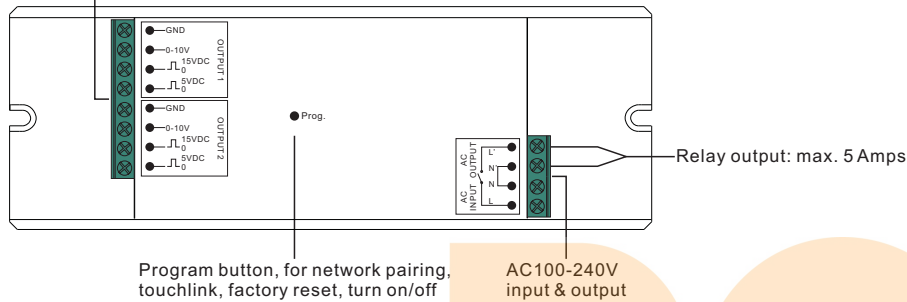 GND
0-10V
15VDC
0
5VDC
0
OUTPUT 1
GND
0-10V
15VDC
0
5VDC
0
OUTPUT 2
Prog.
AC OUTPUT
AC INPUT
L'
N'
N
L
Relay output: max. 5 Amps
Program button, for network pairing,
touchlink, factory reset, turn on/off
AC100-240V
input & output